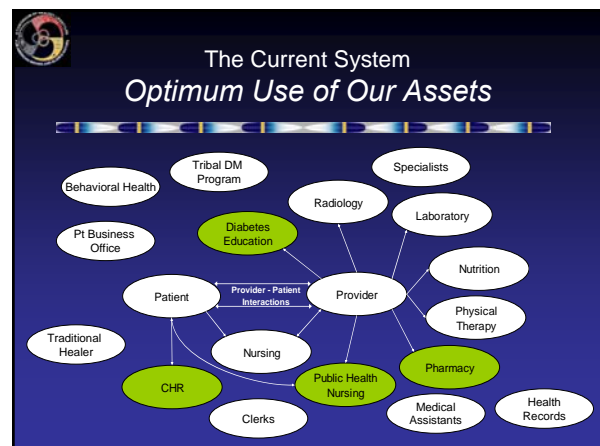 The Current System
Optimum Use of Our Assets
Tribal DM
Program
Specialists
Behavioral Health
Radiology
Laboratory
Diabetes
Education
Pt Business
Office
Nutrition
Provider - Patient
Interactions
Patient
Provider
Physical
Therapy
Traditional
Healer
Nursing
Pharmacy
CHR
Public Health
Nursing
Medical
Assistants
Health
Records
Clerks